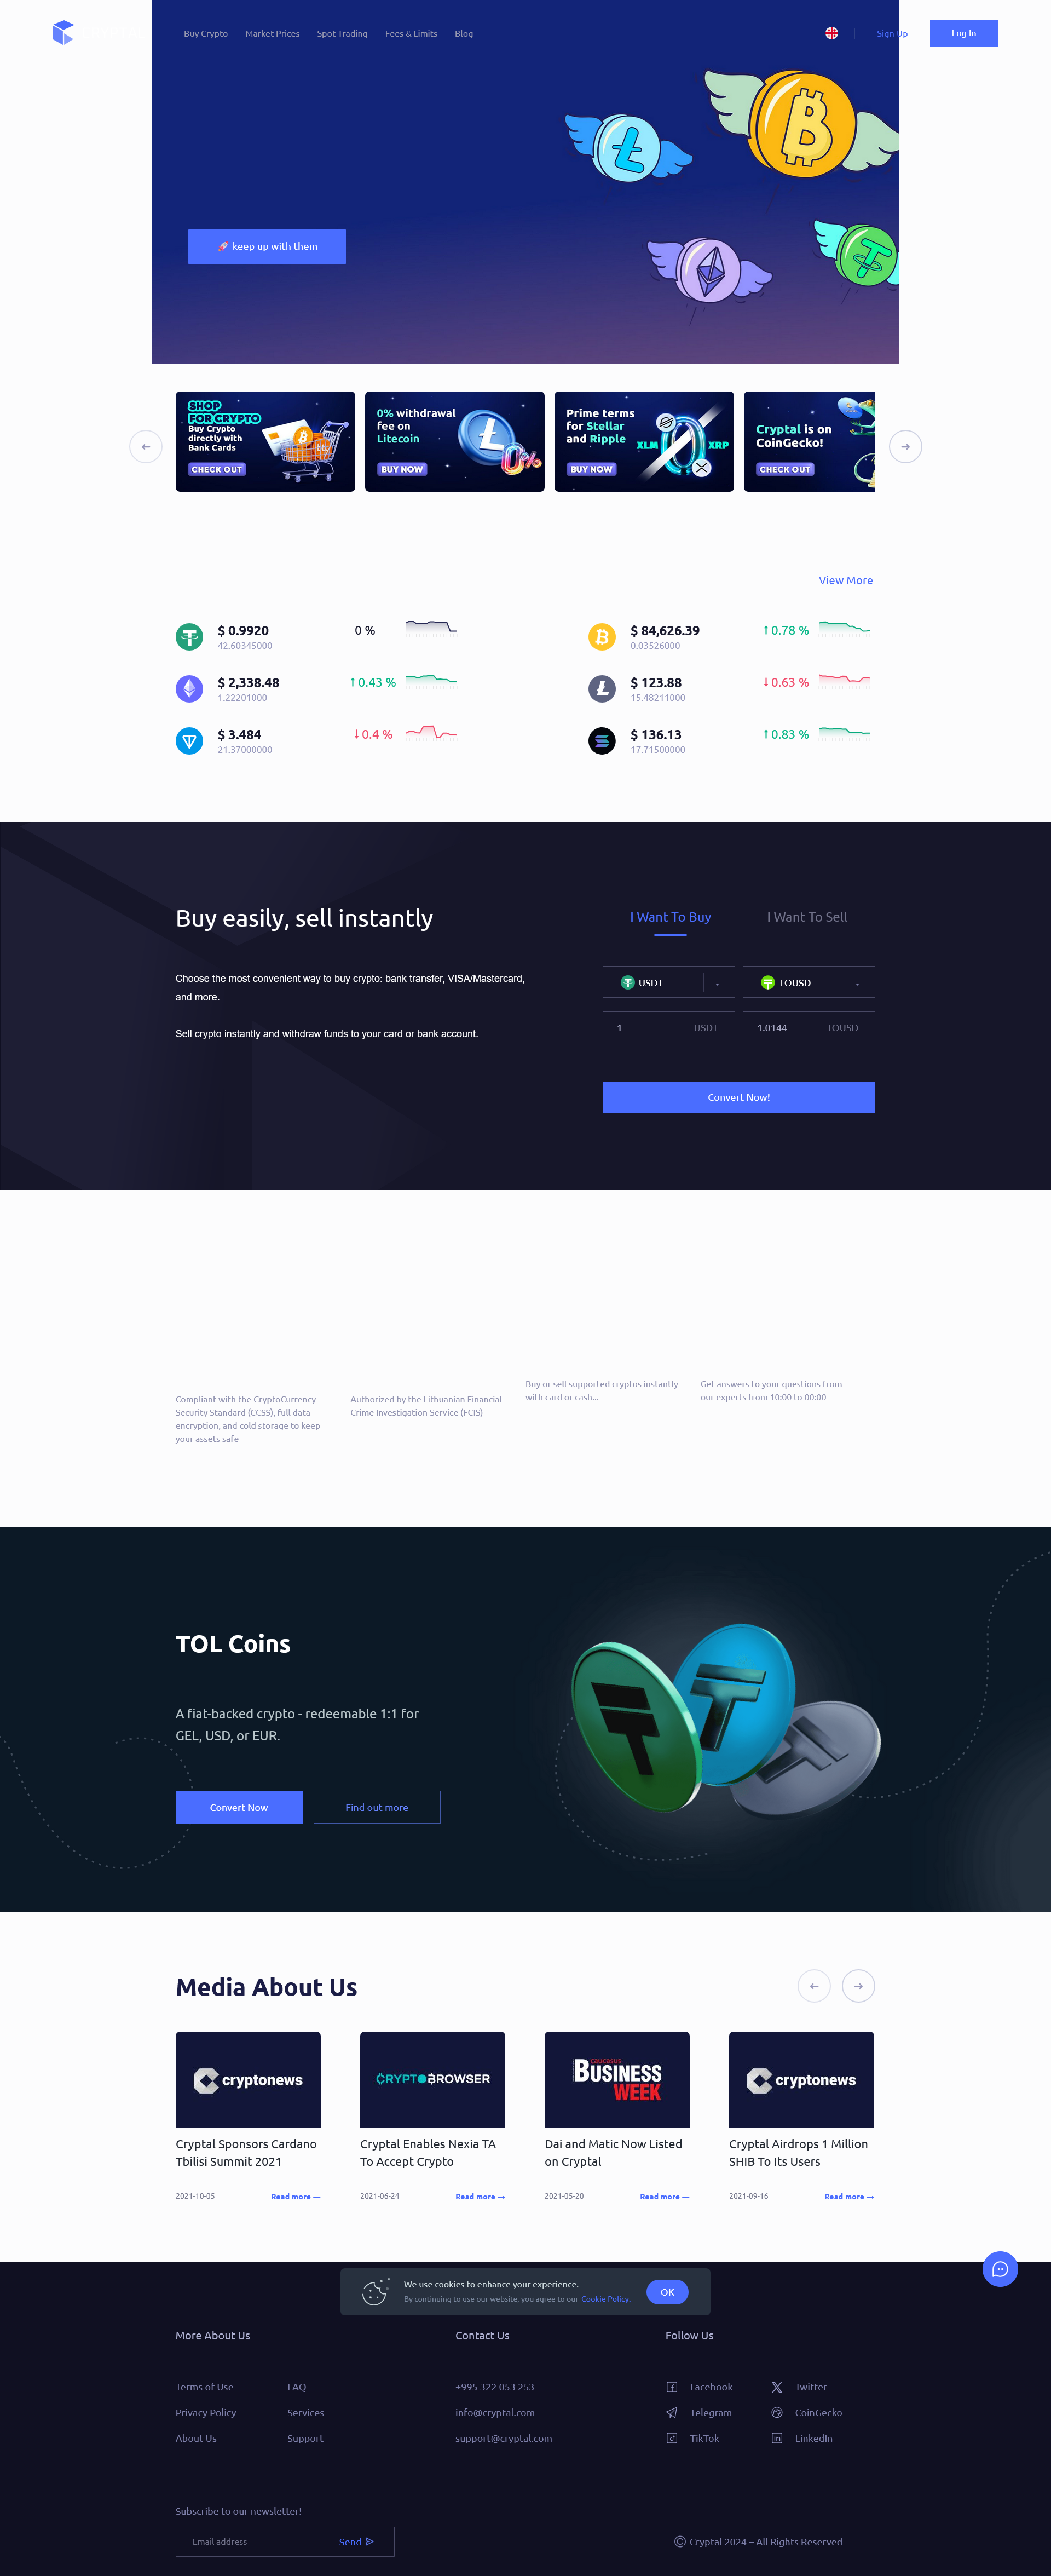 Buy Crypto
Market Prices
Spot Trading
Fees & Limits
Blog
Sign Up
Log In
keep up with them
SHOP
FOR CRYPTO
Buy Crypto
directly with
Bank Cards
CHECK OUT
0% withdrawal
fee on
Litecoin
BUY NOW
0%
Prime terms
for Stellar
and Ripple
BUY NOW
XLM
XRP
Cryptal is on
CoinGecko!
CHECK OUT
View More
$ 0.9920
42.60345000
0 %
$ 84,626.39
0.03526000
↑ 0.78 %
$ 2,338.48
1.22201000
↑ 0.43 %
$ 123.88
15.48211000
↓ 0.63 %
$ 3.484
21.37000000
↓ 0.4 %
$ 136.13
17.71500000
↑ 0.83 %
Buy easily, sell instantly
Choose the most convenient way to buy crypto: bank transfer, VISA/Mastercard,
and more.
Sell crypto instantly and withdraw funds to your card or bank account.
I Want To Buy
I Want To Sell
USDT
TOUSD
1
USDT
1.0144
TOUSD
Convert Now!
Compliant with the CryptoCurrency
Security Standard (CCSS), full data
encryption, and cold storage to keep
your assets safe
Authorized by the Lithuanian Financial
Crime Investigation Service (FCIS)
Buy or sell supported cryptos instantly
with card or cash...
Get answers to your questions from
our experts from 10:00 to 00:00
TOL Coins
A fiat-backed crypto - redeemable 1:1 for
GEL, USD, or EUR.
Convert Now
Find out more
Media About Us
cryptonews
CRYPTOBROWSER
caucasus
BUSINESS
WEEK
cryptonews
Cryptal Sponsors Cardano
Tbilisi Summit 2021
2021-10-05
Read more →
Cryptal Enables Nexia TA
To Accept Crypto
2021-06-24
Read more →
Dai and Matic Now Listed
on Cryptal
2021-05-20
Read more →
Cryptal Airdrops 1 Million
SHIB To Its Users
2021-09-16
Read more →
We use cookies to enhance your experience.
By continuing to use our website, you agree to our Cookie Policy.
OK
More About Us
Terms of Use
FAQ
Privacy Policy
Services
About Us
Support
Contact Us
+995 322 053 253
info@cryptal.com
support@cryptal.com
Follow Us
Facebook
Twitter
Telegram
CoinGecko
TikTok
LinkedIn
Subscribe to our newsletter!
Email address
Send
Cryptal 2024 – All Rights Reserved